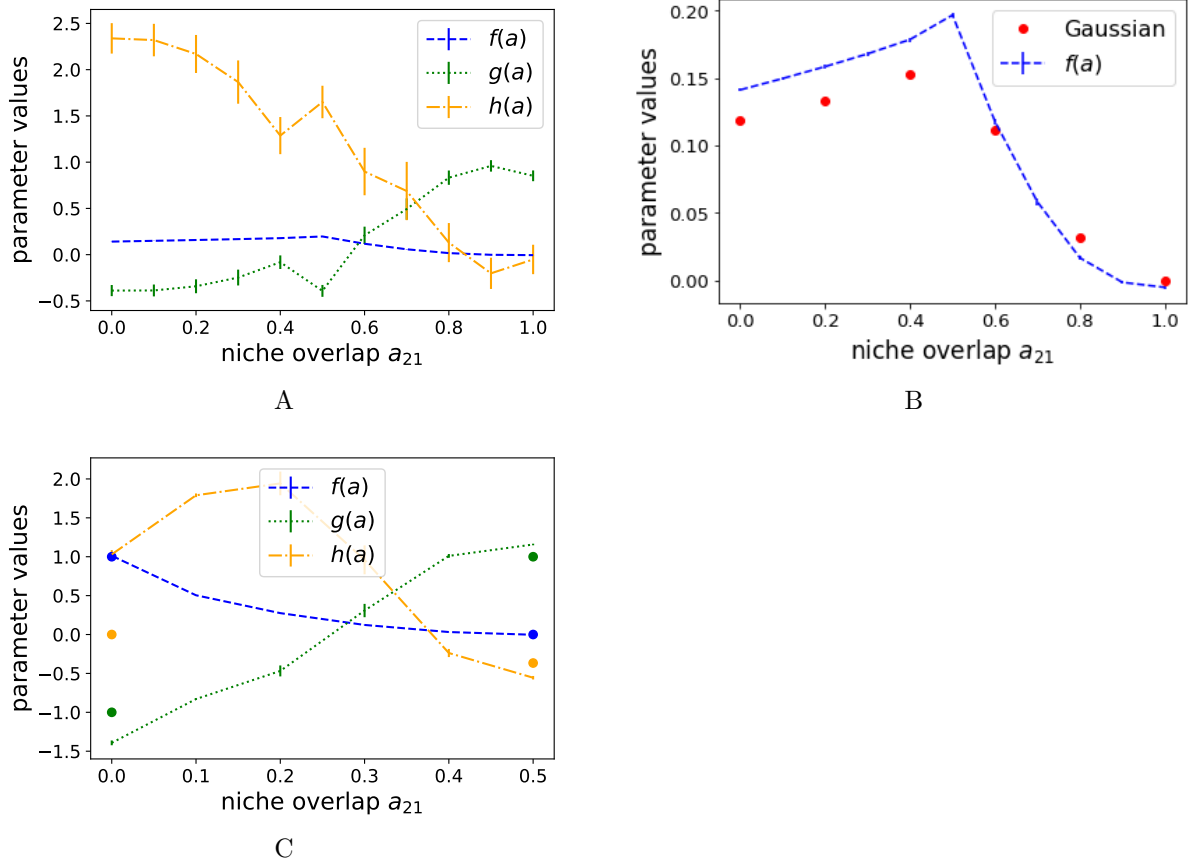 2.5
2.0
1.5
1.0
0.5
0.0
−0.5
parameter values
f(a)
g(a)
h(a)
0.0 0.2 0.4 0.6 0.8 1.0
niche overlap a21
A
0.20
0.15
0.10
0.05
0.00
parameter values
Gaussian
f(a)
0.0 0.2 0.4 0.6 0.8 1.0
niche overlap a21
B
2.0
1.5
1.0
0.5
0.0
−0.5
−1.0
−1.5
parameter values
f(a)
g(a)
h(a)
0.0 0.1 0.2 0.3 0.4 0.5
niche overlap a21
C